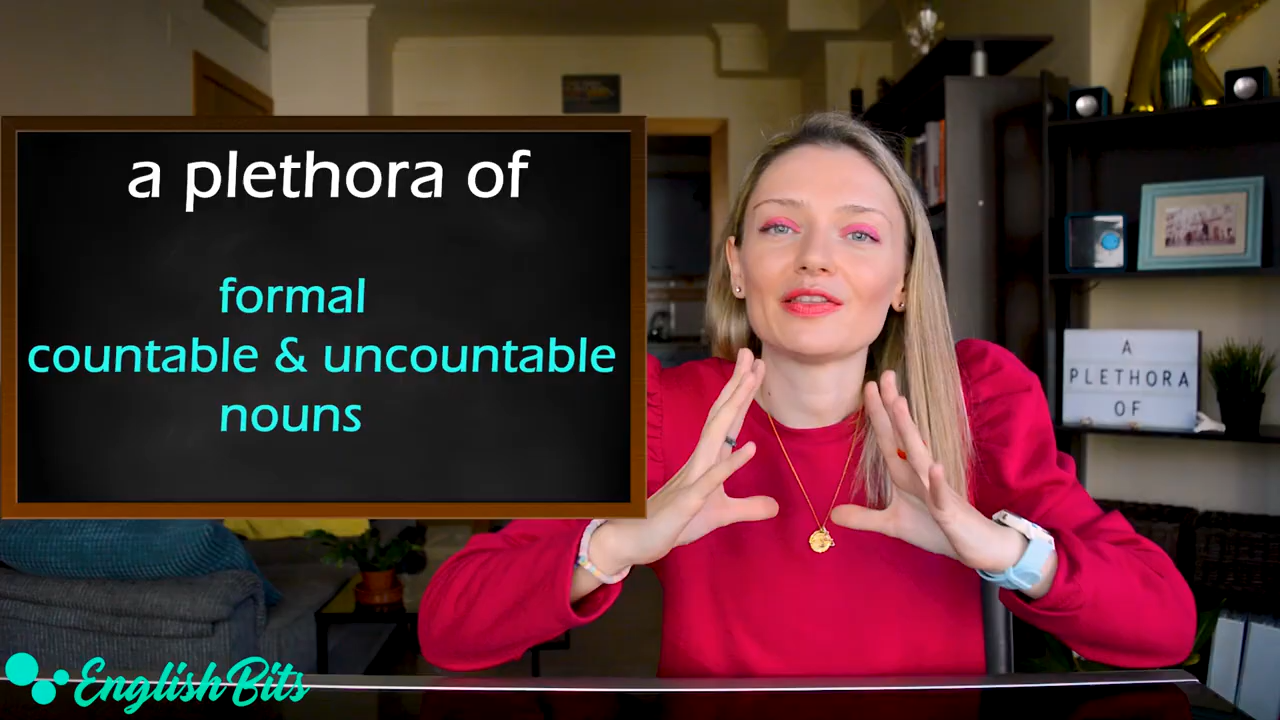 a plethora of
formal
countable & uncountable
nouns
A
PLETHORA
OF
EnglishBits